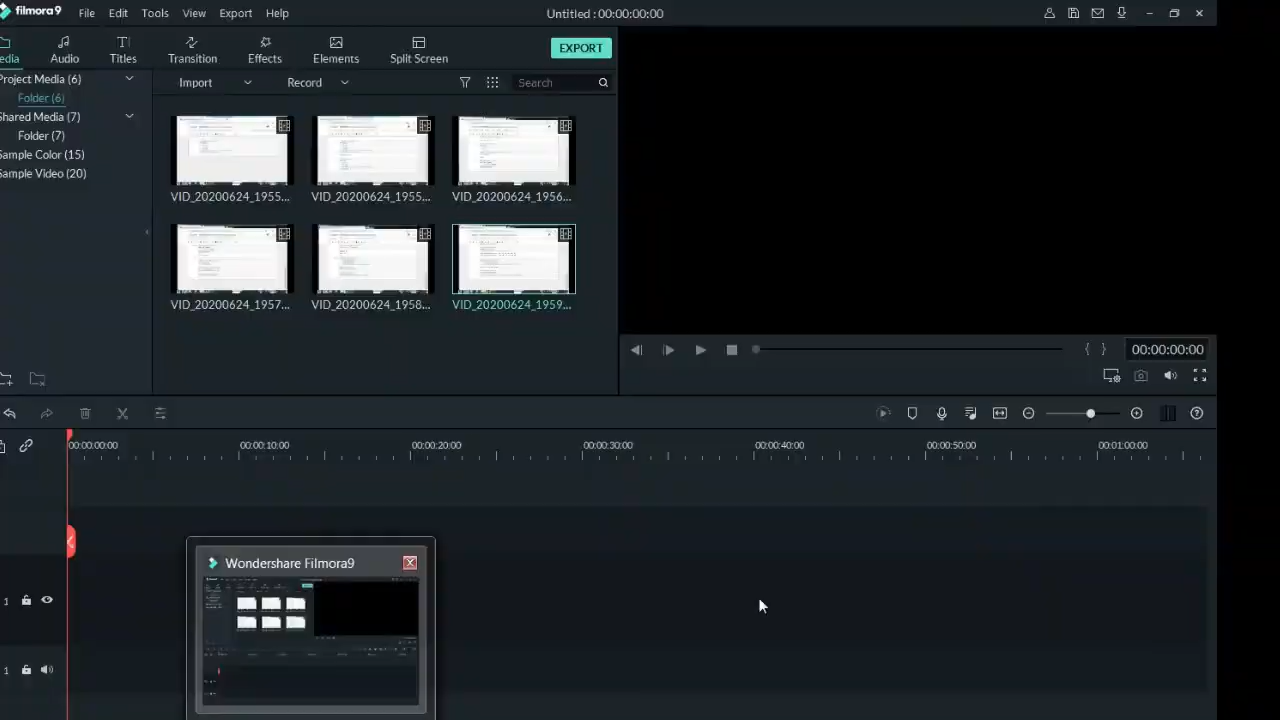 filmora9 File Edit Tools View Export Help Untitled : 00:00:00:00
edia Audio Titles Transition Effects Elements Split Screen EXPORT
Project Media (6)
Folder (6)
Shared Media (7)
Folder (7)
Sample Color (15)
Sample Video (20)
Import Record Search
VID_20200624_1955... VID_20200624_1955... VID_20200624_1956...
VID_20200624_1957... VID_20200624_1958... VID_20200624_1959...
{ } 00:00:00:00
00:00:00:00 00:00:10:00 00:00:20:00 00:00:30:00 00:00:40:00 00:00:50:00 00:01:00:00
Wondershare Filmora9
1
1